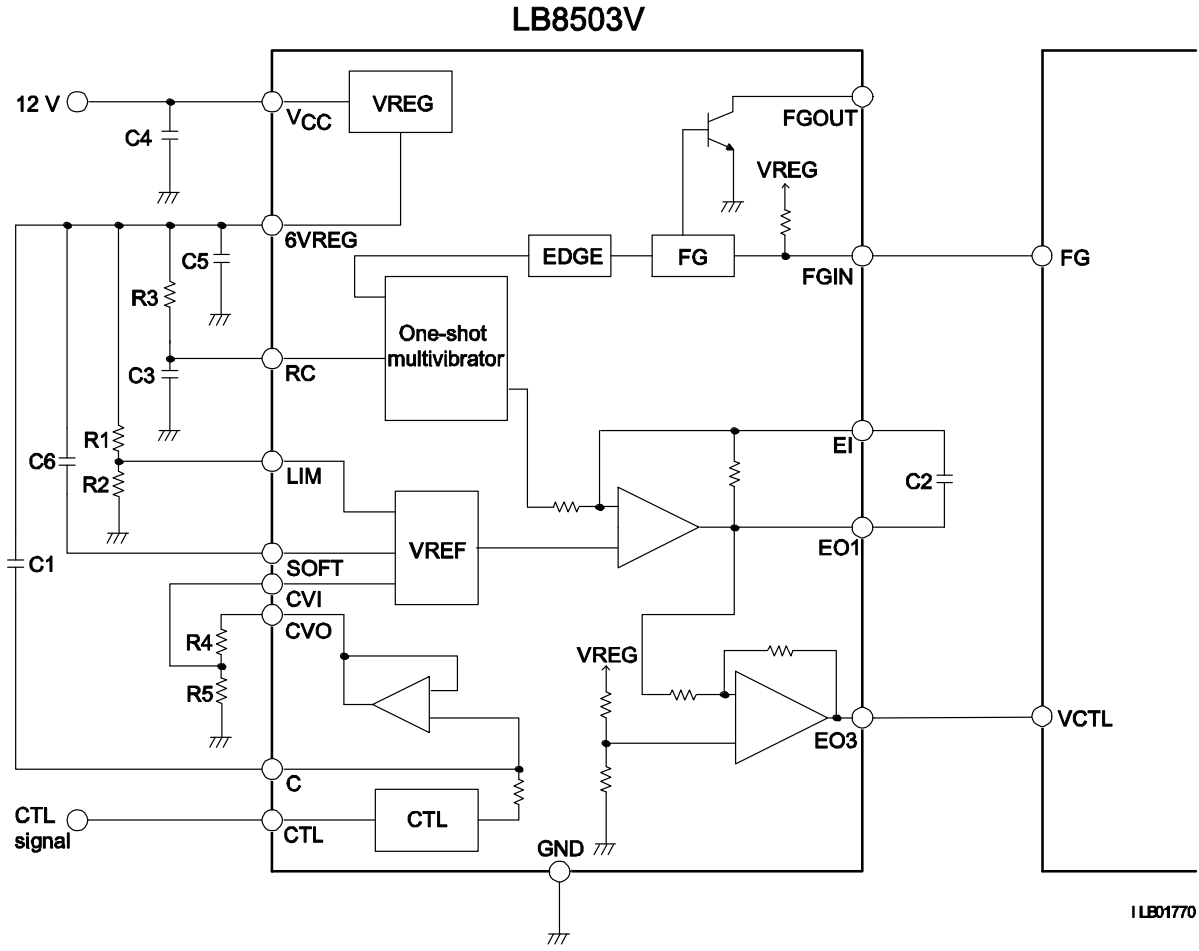 LB8503V
12 V
VCC
VREG
FGOUT
C4
VREG
6VREG
C5
EDGE
FG
FGIN
FG
R3
One-shot
multivibrator
RC
C3
R1
EI
C6
LIM
R2
C2
VREF
EO1
C1
SOFT
CVI
CVO
R4
VREG
R5
EO3
VCTL
C
CTL
signal
CTL
CTL
GND
I LB01770